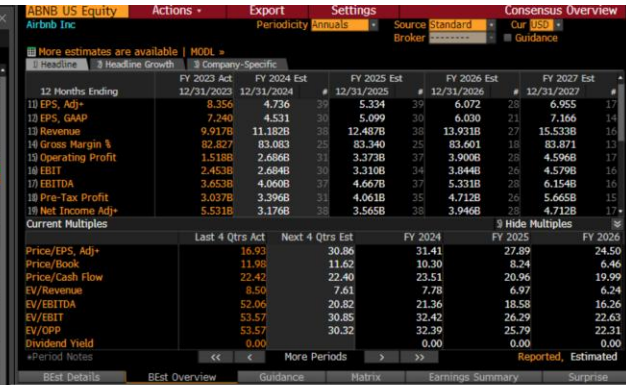 ABNB US Equity Actions Export Settings Consensus Overview
Airbnb Inc Periodicity Annuals Source Standard Cur USD
Broker -------- Guidance
More estimates are available | MODL »
1) Headline 2) Headline Growth 3) Company-Specific
FY 2023 Act FY 2024 Est FY 2025 Est FY 2026 Est FY 2027 Est
12 Months Ending 12/31/2023 12/31/2024 # 12/31/2025 # 12/31/2026 # 12/31/2027 #
11) EPS, Adj+ 8.356 4.736 39 5.334 39 6.072 28 6.955 17
12) EPS, GAAP 7.240 4.531 30 5.099 30 6.030 21 7.166 14
13) Revenue 9.917B 11.182B 38 12.487B 38 13.931B 27 15.533B 16
14) Gross Margin % 82.827 83.083 25 83.340 25 83.601 18 83.871 13
15) Operating Profit 1.518B 2.686B 31 3.373B 37 3.900B 28 4.596B 17
16) EBIT 2.453B 2.684B 30 3.310B 34 3.844B 26 4.579B 16
17) EBITDA 3.653B 4.060B 37 4.667B 37 5.331B 28 6.154B 16
18) Pre-Tax Profit 3.037B 3.396B 31 4.061B 35 4.712B 26 5.665B 15
19) Net Income Adj+ 5.531B 3.176B 38 3.565B 38 3.946B 28 4.712B 17
Current Multiples 9) Hide Multiples
Last 4 Qtrs Act Next 4 Qtrs Est FY 2024 FY 2025 FY 2026
Price/EPS, Adj+ 16.93 30.86 31.41 27.89 24.50
Price/Book 11.98 11.62 10.30 8.24 6.46
Price/Cash Flow 22.42 22.40 23.51 20.96 19.99
EV/Revenue 8.50 7.61 7.78 6.97 6.24
EV/EBITDA 52.06 20.82 21.36 18.58 16.26
EV/EBIT 53.57 30.85 32.42 26.29 22.63
EV/OPP 53.57 30.32 32.39 25.79 22.31
Dividend Yield 0.00 0.00 0.00 0.00
+Period Notes << < More Periods > >> Reported, Estimated
BEst Details BEst Overview Guidance Matrix Earnings Summary Surprise